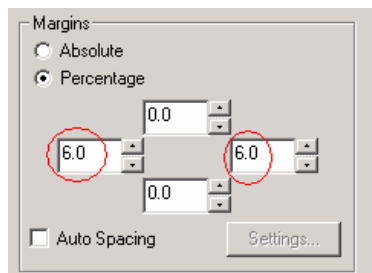 Margins
Absolute
Percentage
0.0
6.0 6.0
0.0
Auto Spacing Settings...